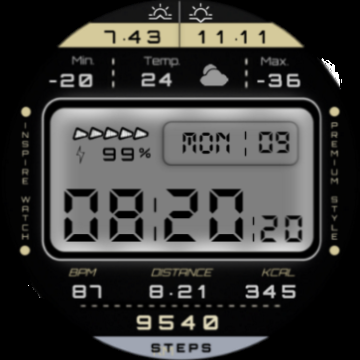 7.43 11.11
Min. Temp. Max.
-20 24 -36
MON 09
99%
08:20:20
INSPIRE WATCH
PREMIUM STYLE
BPM DISTANCE KCAL
87 8.21 345
9540
STEPS